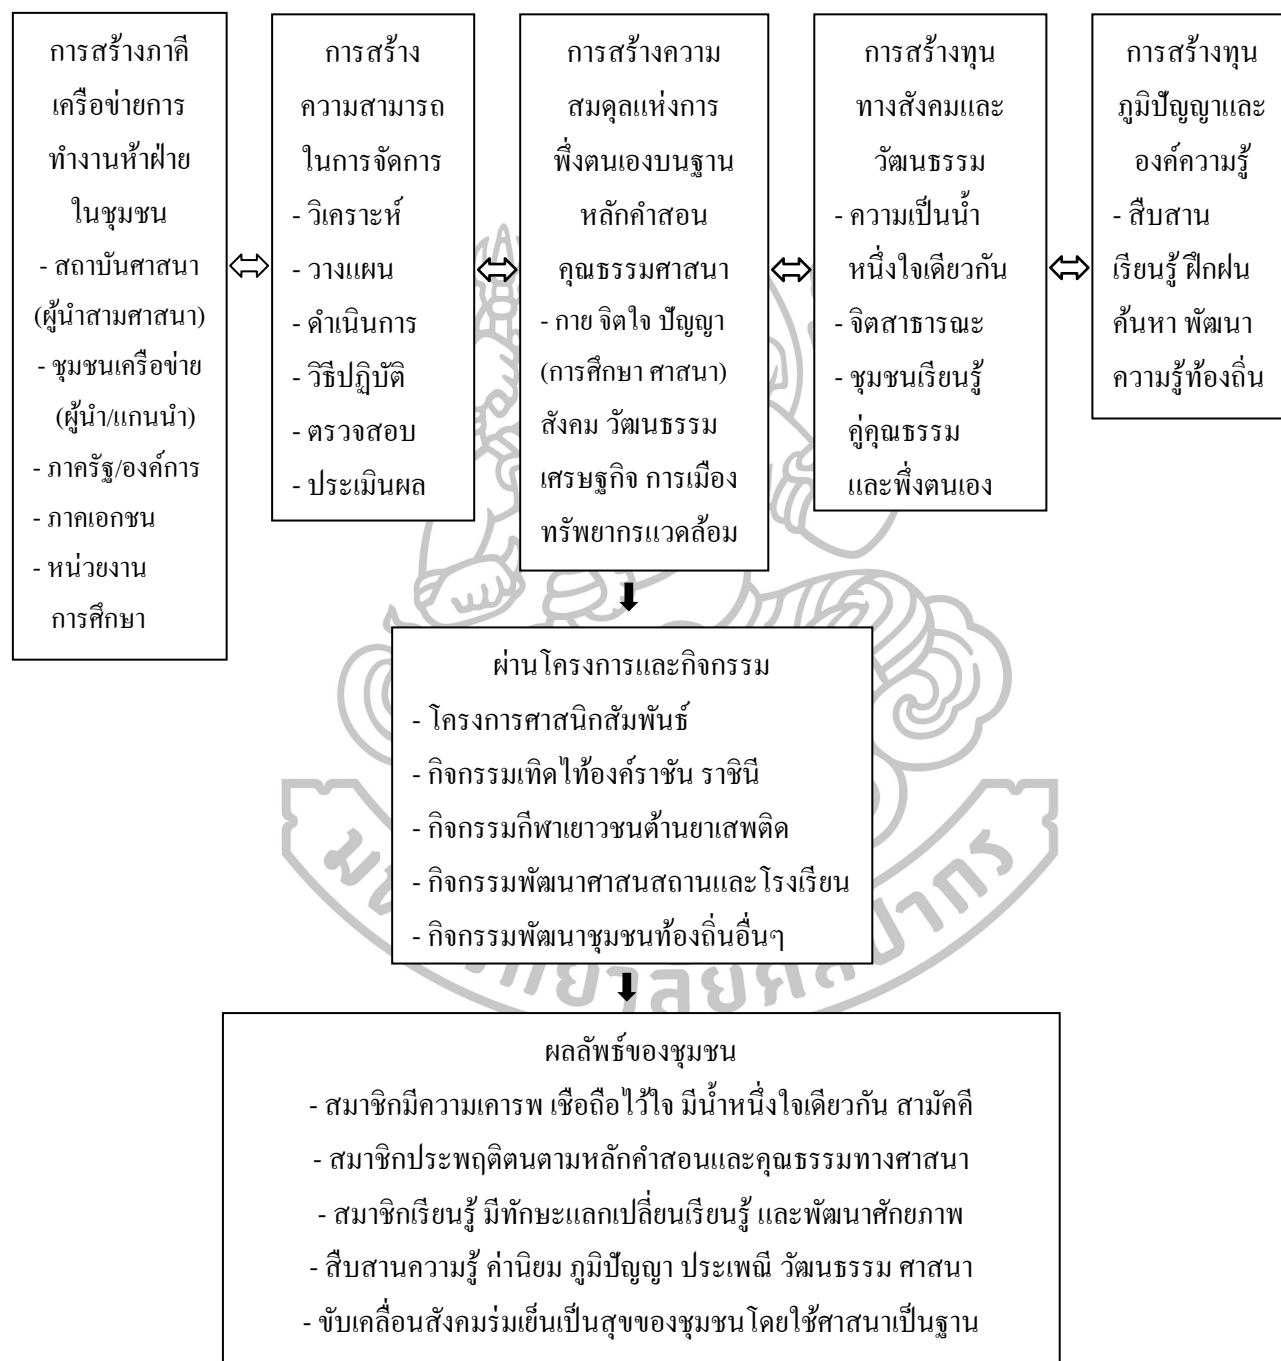 การสร้างภาคี
เครือข่ายการ
ทำงานห้าฝ่าย
ในชุมชน
- สถาบันศาสนา
(ผู้นำสามศาสนา)
- ชุมชนเครือข่าย
(ผู้นำ/แกนนำ)
- ภาครัฐ/องค์การ
- ภาคเอกชน
- หน่วยงาน
การศึกษา
การสร้าง
ความสามารถ
ในการจัดการ
- วิเคราะห์
- วางแผน
- ดำเนินการ
- วิธีปฏิบัติ
- ตรวจสอบ
- ประเมินผล
การสร้างความ
สมดุลแห่งการ
พึ่งตนเองบนฐาน
หลักคำสอน
คุณธรรมศาสนา
- กาย จิตใจ ปัญญา
(การศึกษา ศาสนา)
สังคม วัฒนธรรม
เศรษฐกิจ การเมือง
ทรัพยากรแวดล้อม
การสร้างทุน
ทางสังคมและ
วัฒนธรรม
- ความเป็นน้ำ
หนึ่งใจเดียวกัน
- จิตสาธารณะ
- ชุมชนเรียนรู้
คู่คุณธรรม
และพึ่งตนเอง
การสร้างทุน
ภูมิปัญญาและ
องค์ความรู้
- สืบสาน
เรียนรู้ ฝึกฝน
ค้นหา พัฒนา
ความรู้ท้องถิ่น
ผ่านโครงการและกิจกรรม
- โครงการศาสนิกสัมพันธ์
- กิจกรรมเทิดไท้องค์ราชัน ราชินี
- กิจกรรมกีฬาเยาวชนต้านยาเสพติด
- กิจกรรมพัฒนาศาสนสถานและโรงเรียน
- กิจกรรมพัฒนาชุมชนท้องถิ่นอื่นๆ
ผลลัพธ์ของชุมชน
- สมาชิกมีความเคารพ เชื่อถือไว้ใจ มีน้ำหนึ่งใจเดียวกัน สามัคคี
- สมาชิกประพฤติตนตามหลักคำสอนและคุณธรรมทางศาสนา
- สมาชิกเรียนรู้ มีทักษะแลกเปลี่ยนเรียนรู้ และพัฒนาศักยภาพ
- สืบสานความรู้ ค่านิยม ภูมิปัญญา ประเพณี วัฒนธรรม ศาสนา
- ขับเคลื่อนสังคมร่มเย็นเป็นสุขของชุมชนโดยใช้ศาสนาเป็นฐาน